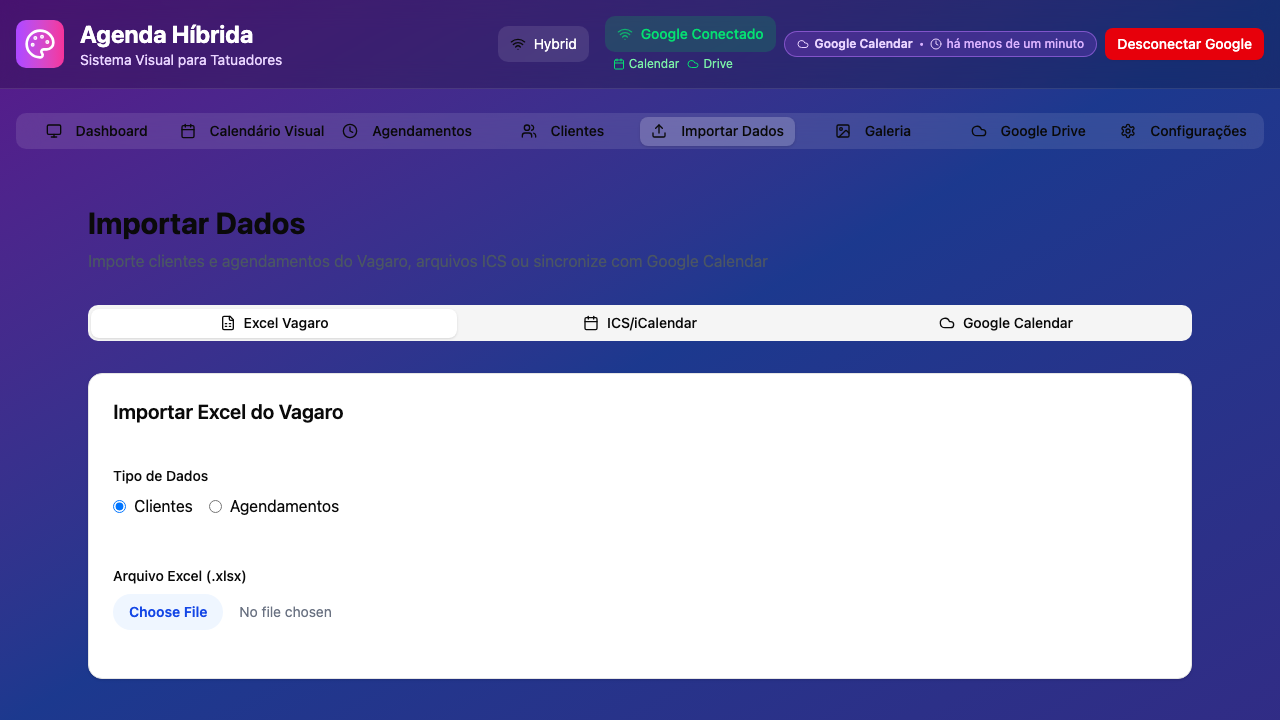 Agenda Híbrida
Sistema Visual para Tatuadores
Hybrid
Google Conectado
Calendar Drive
Google Calendar • há menos de um minuto
Desconectar Google
Dashboard Calendário Visual Agendamentos Clientes Importar Dados Galeria Google Drive Configurações
Importar Dados
Importe clientes e agendamentos do Vagaro, arquivos ICS ou sincronize com Google Calendar
Excel Vagaro ICS/iCalendar Google Calendar
Importar Excel do Vagaro
Tipo de Dados
Clientes Agendamentos
Arquivo Excel (.xlsx)
Choose File No file chosen